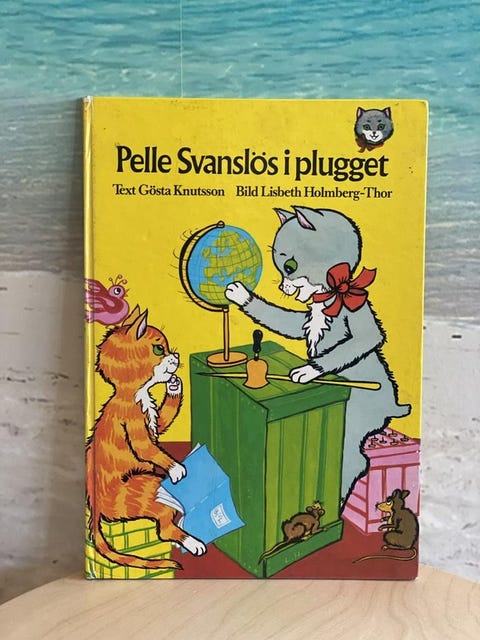 Pelle Svanslös i plugget
Text Gösta Knutsson Bild Lisbeth Holmberg-Thor